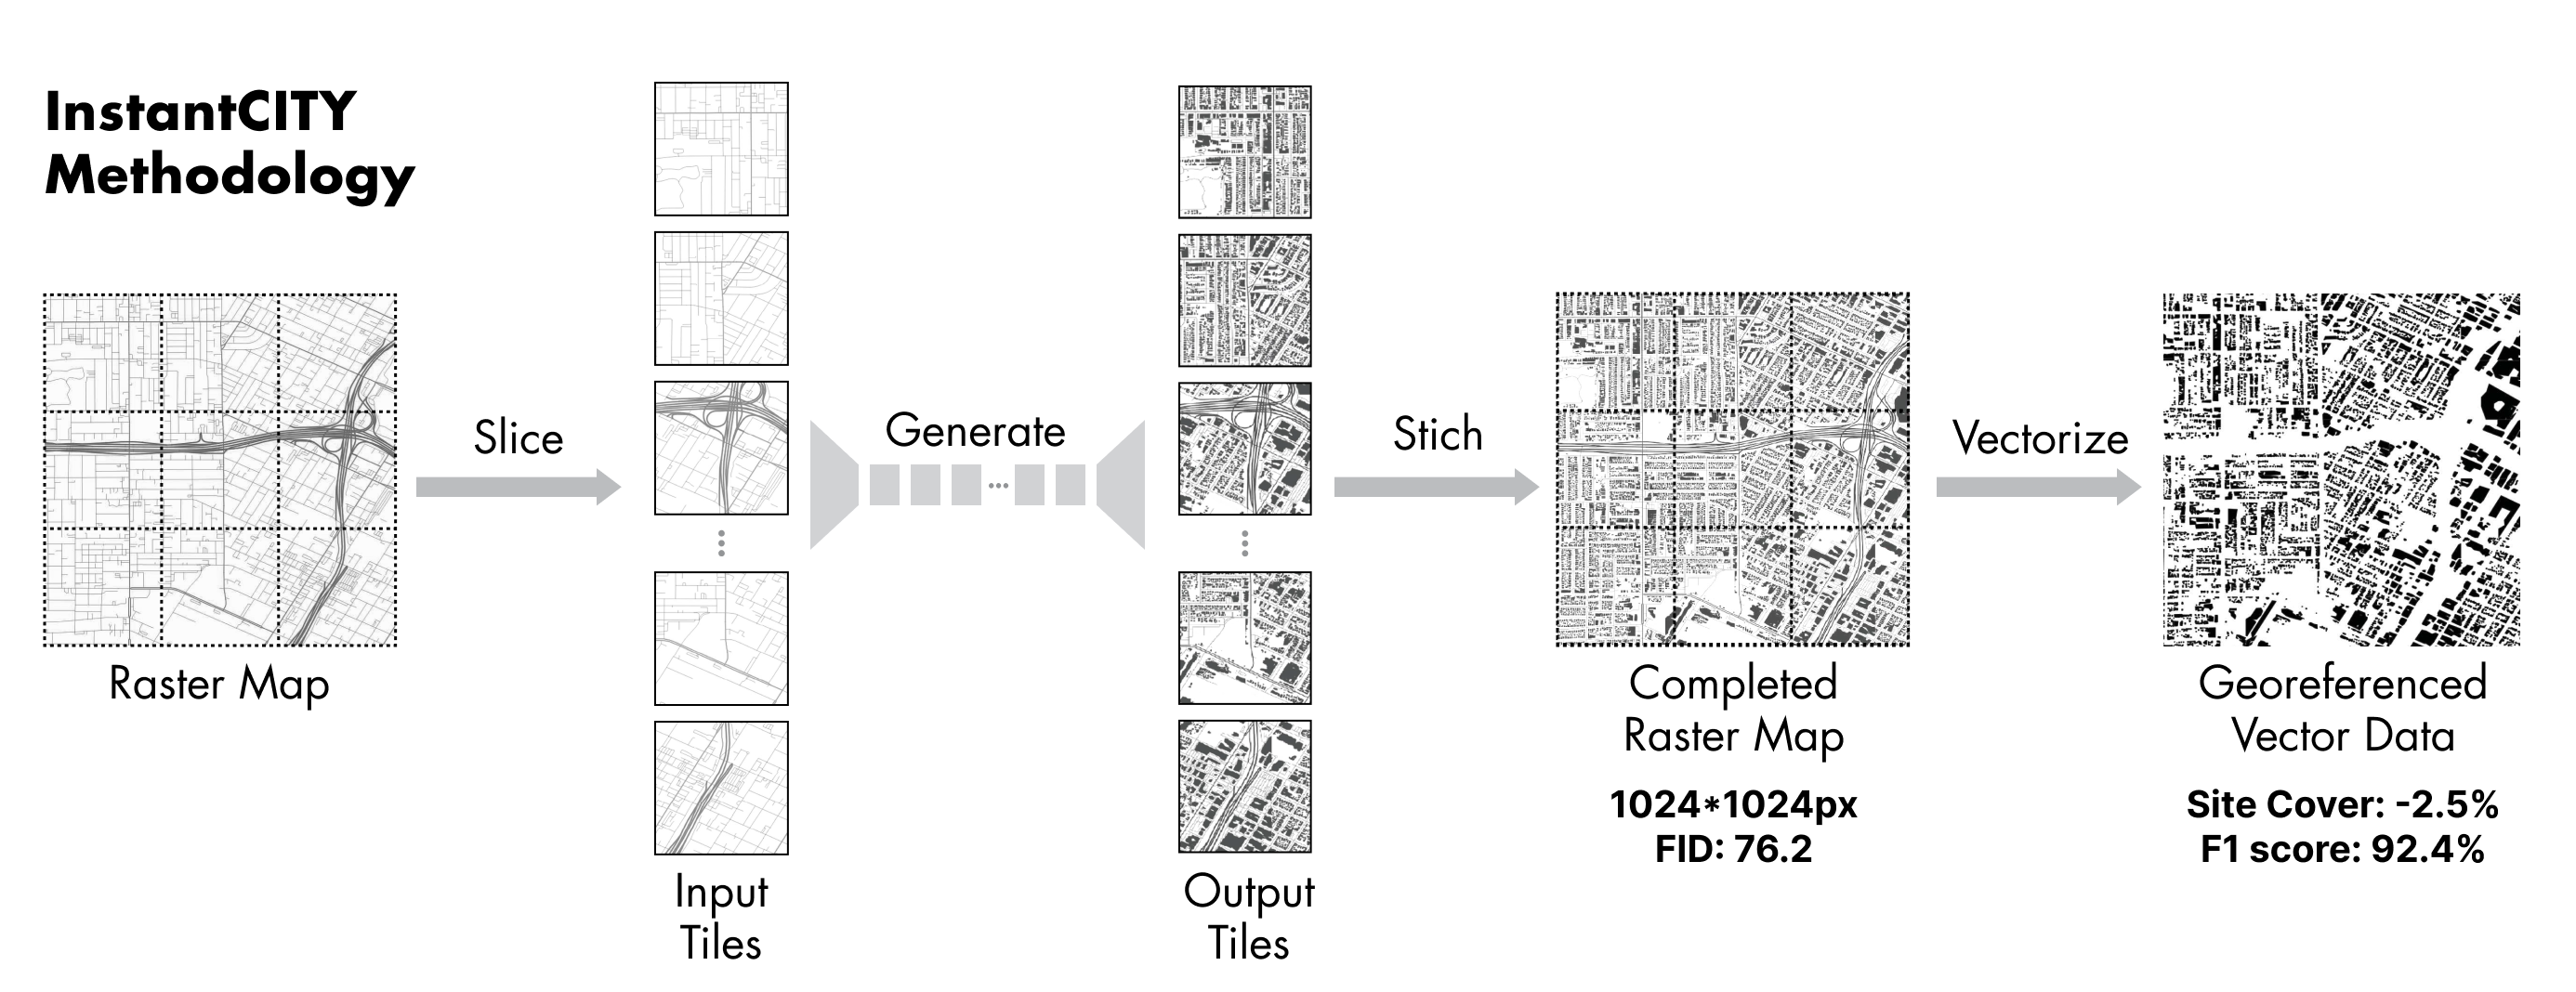 InstantCITY
Methodology
Raster Map
Slice
Input
Tiles
Generate
Output
Tiles
Stich
Completed
Raster Map
1024*1024px
FID: 76.2
Vectorize
Georeferenced
Vector Data
Site Cover: -2.5%
F1 score: 92.4%